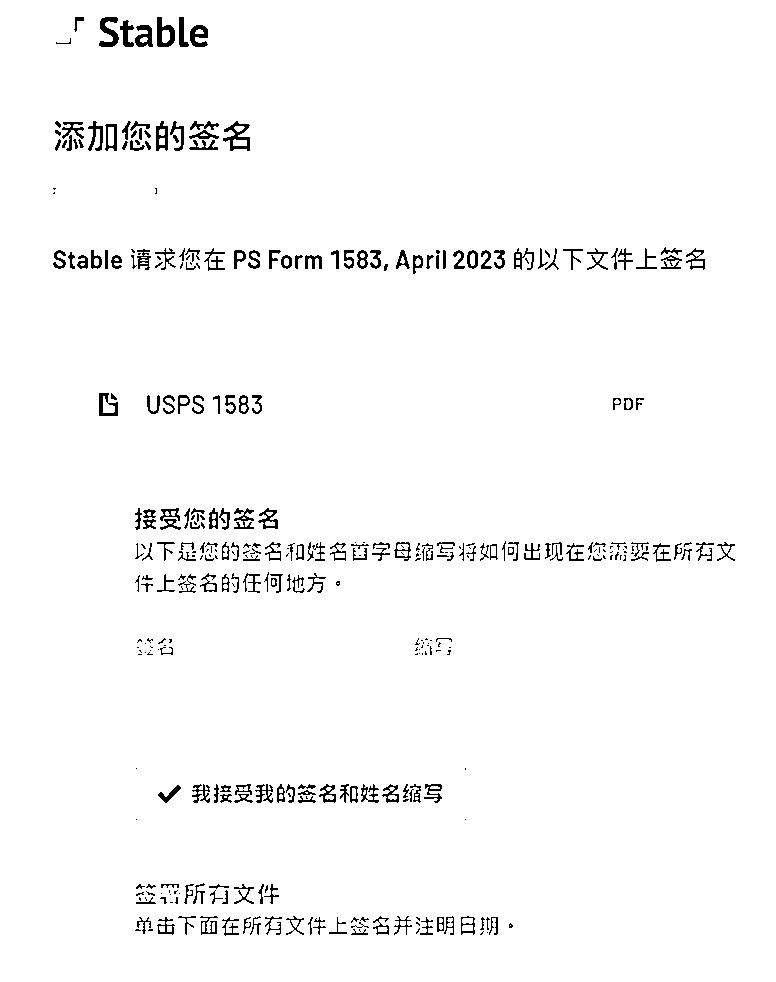 Stable
添加您的签名
Stable 请求您在 PS Form 1583, April 2023 的以下文件上签名
USPS 1583 PDF
接受您的签名
以下是您的签名和姓名首字母缩写将如何出现在您需要在所有文
件上签名的任何地方。
签名 缩写
我接受我的签名和姓名缩写
签署所有文件
单击下面在所有文件上签名并注明日期。